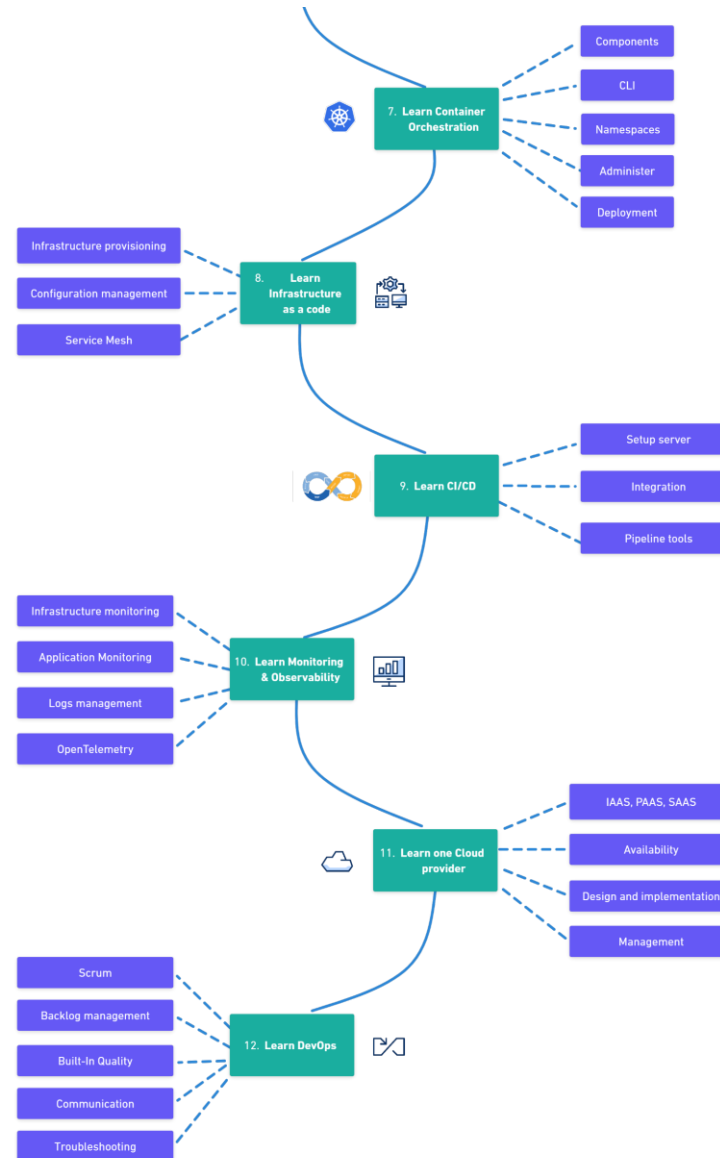 7. Learn Container
Orchestration
Components
CLI
Namespaces
Administer
Deployment
8. Learn
Infrastructure
as a code
Infrastructure provisioning
Configuration management
Service Mesh
9. Learn CI/CD
Setup server
Integration
Pipeline tools
10. Learn Monitoring
& Observability
Infrastructure monitoring
Application Monitoring
Logs management
OpenTelemetry
11. Learn one Cloud
provider
IAAS, PAAS, SAAS
Availability
Design and implementation
Management
12. Learn DevOps
Scrum
Backlog management
Built-In Quality
Communication
Troubleshooting